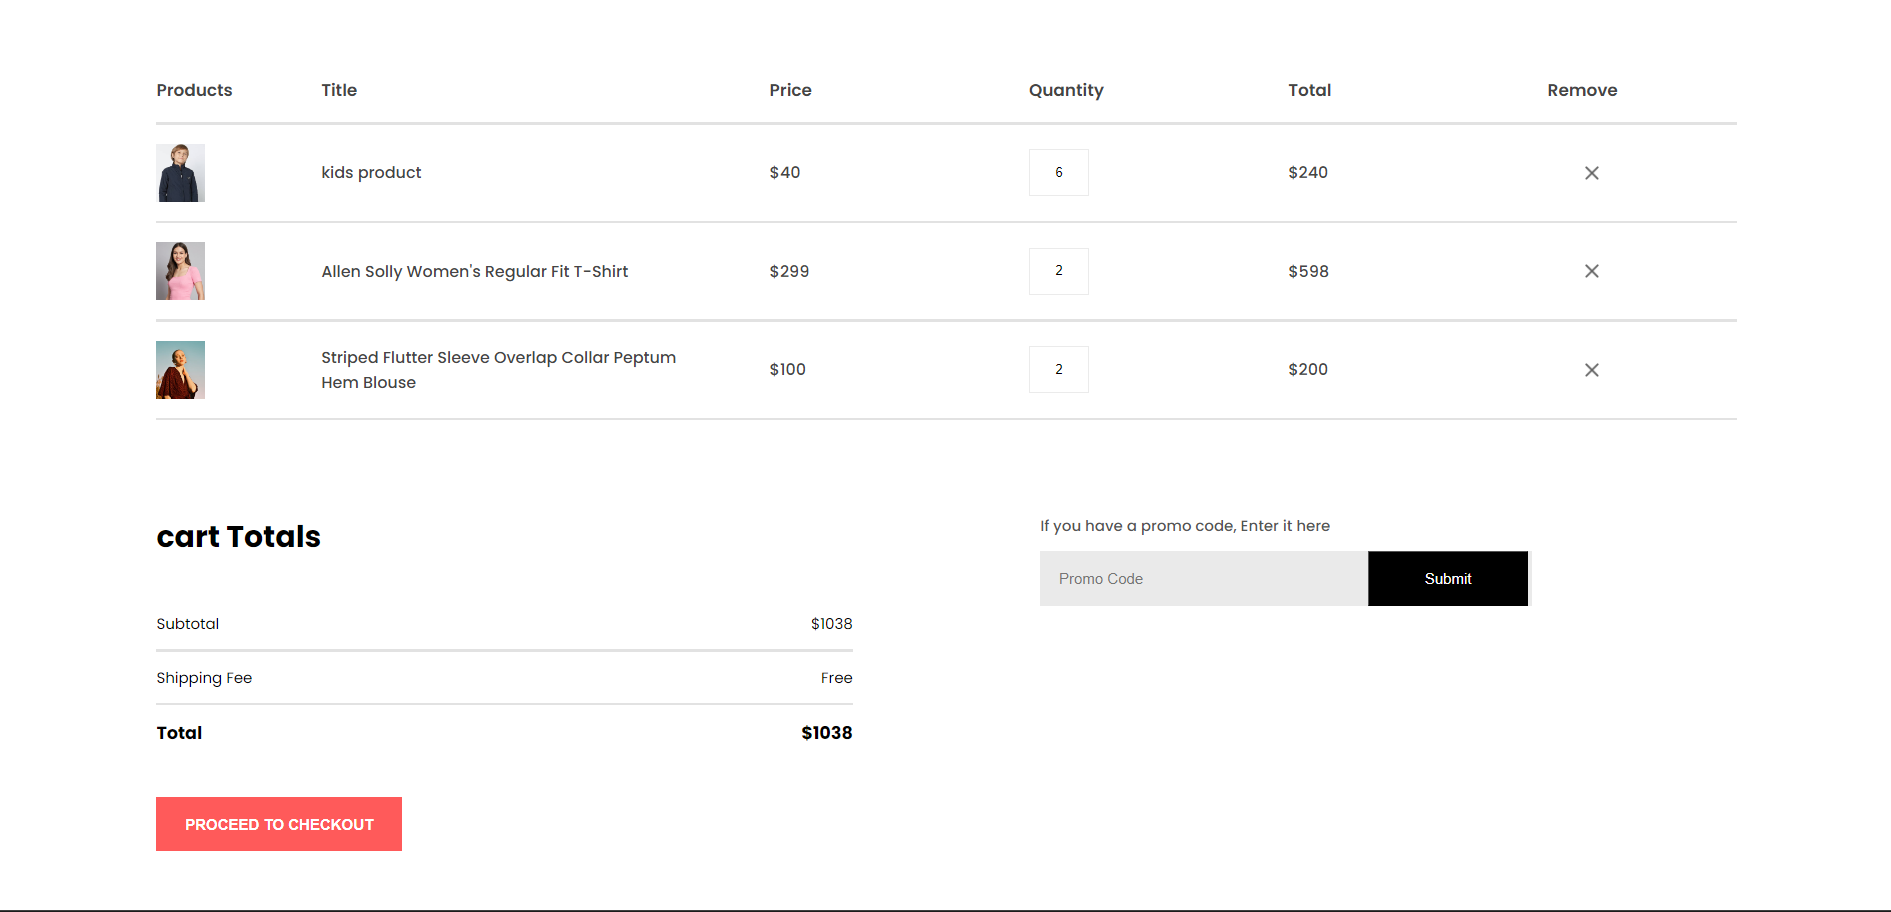 Products Title Price Quantity Total Remove
kids product $40 6 $240
Allen Solly Women's Regular Fit T-Shirt $299 2 $598
Striped Flutter Sleeve Overlap Collar Peptum
Hem Blouse $100 2 $200
cart Totals
Subtotal $1038
Shipping Fee Free
Total $1038
PROCEED TO CHECKOUT
If you have a promo code, Enter it here
Promo Code Submit